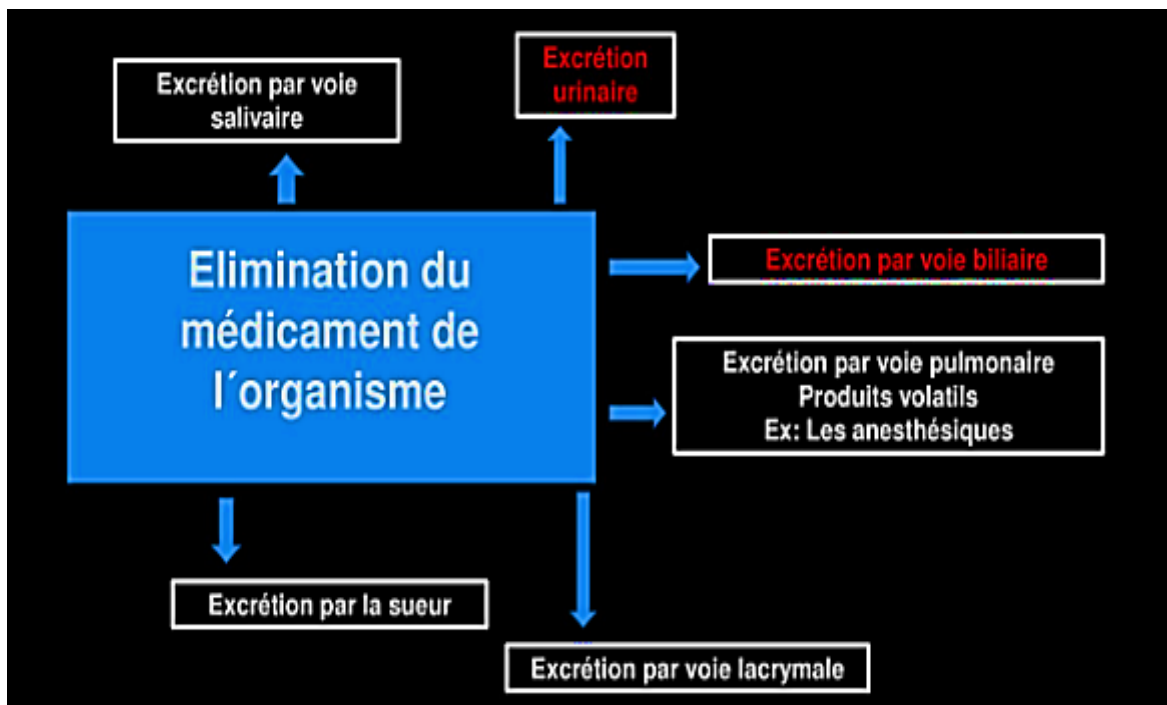 Excrétion par voie
salivaire
Excrétion
urinaire
Elimination du
médicament de
l´organisme
Excrétion par voie biliaire
Excrétion par voie pulmonaire
Produits volatils
Ex: Les anesthésiques
Excrétion par la sueur
Excrétion par voie lacrymale